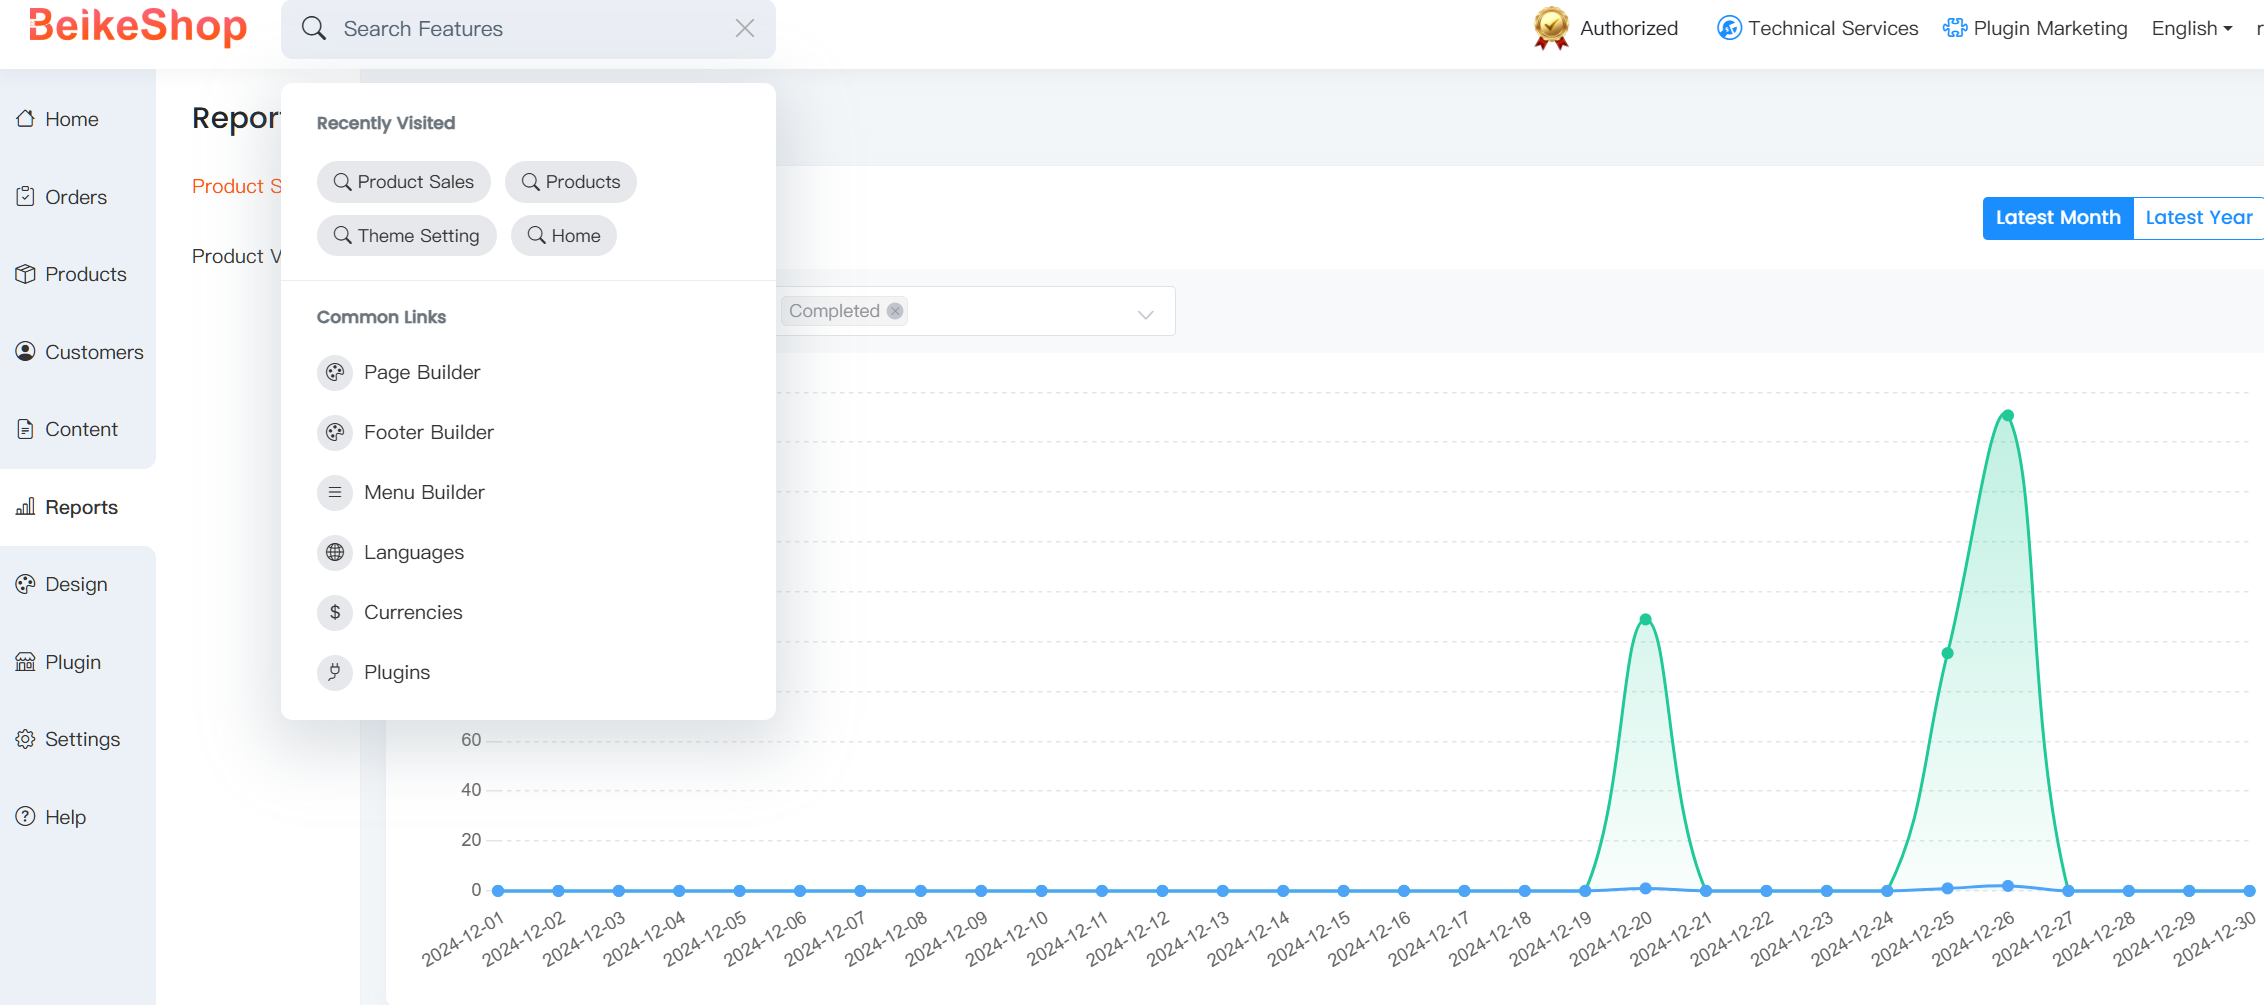 BeikeShop
Search Features
Authorized
Technical Services
Plugin Marketing
English
Home
Orders
Products
Customers
Content
Reports
Design
Plugin
Settings
Help
Repor
Product S
Product V
Recently Visited
Product Sales
Products
Theme Setting
Home
Common Links
Page Builder
Footer Builder
Menu Builder
Languages
Currencies
Plugins
Latest Month
Latest Year
Completed
60
40
20
0
2024-12-01
2024-12-02
2024-12-03
2024-12-04
2024-12-05
2024-12-06
2024-12-07
2024-12-08
2024-12-09
2024-12-10
2024-12-11
2024-12-12
2024-12-13
2024-12-14
2024-12-15
2024-12-16
2024-12-17
2024-12-18
2024-12-19
2024-12-20
2024-12-21
2024-12-22
2024-12-23
2024-12-24
2024-12-25
2024-12-26
2024-12-27
2024-12-28
2024-12-29
2024-12-30